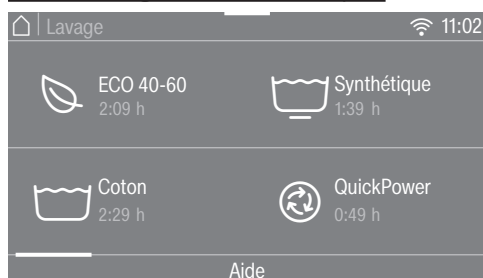 Lavage 11:02
ECO 40-60
2:09 h
Synthétique
1:39 h
Coton
2:29 h
QuickPower
0:49 h
Aide